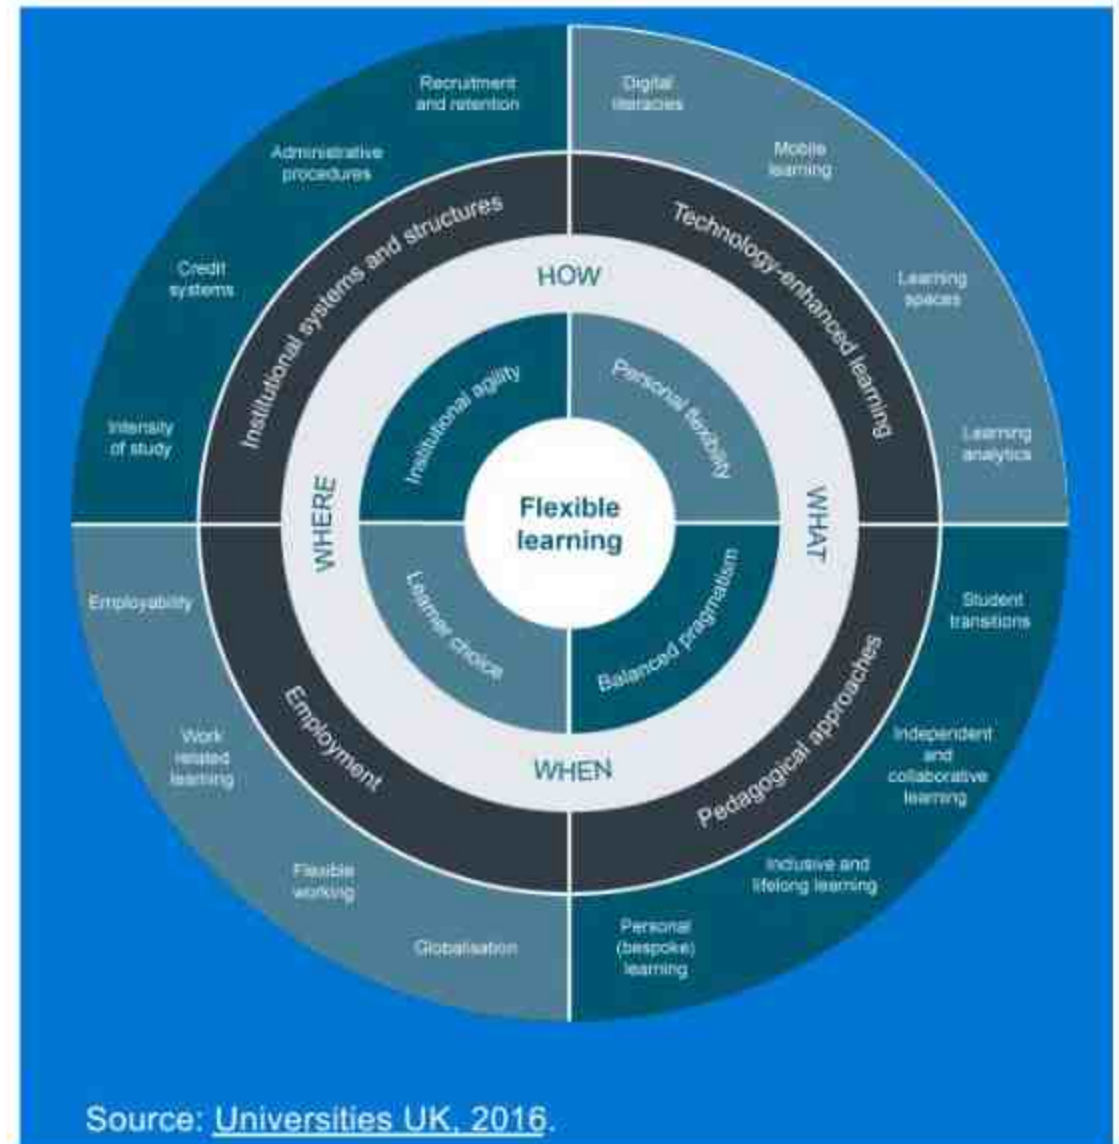 Recruitment
and retention
Administrative
procedures
Credit
systems
Intensity
of study
Digital
literacies
Mobile
learning
Learning
spaces
Learning
analytics
Institutional systems and structures
Technology-enhanced learning
HOW
WHERE
WHAT
WHEN
Institutional agility
Personal flexibility
Flexible
learning
Learner choice
Balanced pragmatism
Employment
Pedagogical approaches
Employability
Work
related
learning
Flexible
working
Globalisation
Student
transitions
Independent
and
collaborative
learning
Inclusive and
lifelong learning
Personal
(bespoke)
learning
Source: Universities UK, 2016.